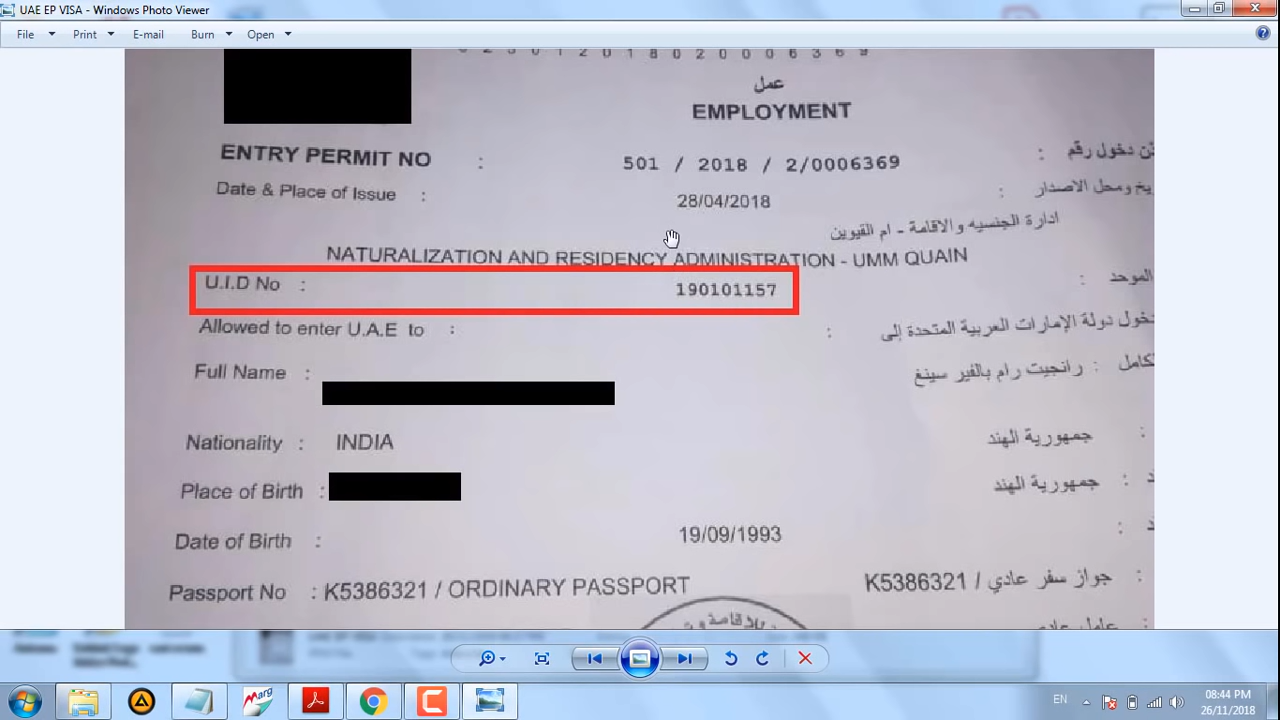 UAE EP VISA - Windows Photo Viewer
File Print E-mail Burn Open
عمل
EMPLOYMENT
ENTRY PERMIT NO : 501 / 2018 / 2/0006369 : دخول رقم
Date & Place of Issue : 28/04/2018 : ومحل الاصدار
ادارة الجنسيه والاقامة - ام القيوين
NATURALIZATION AND RESIDENCY ADMINISTRATION - UMM QUAIN
U.I.D No : 190101157 : الموحد
Allowed to enter U.A.E to : : دخول دولة الإمارات العربية المتحدة إلى
Full Name : رانجيت رام بالفير سينغ :
Nationality : INDIA جمهورية الهند :
Place of Birth : جمهورية الهند :
Date of Birth : 19/09/1993 :
Passport No : K5386321 / ORDINARY PASSPORT K5386321 / جواز سفر عادي :
EN
08:44 PM
26/11/2018